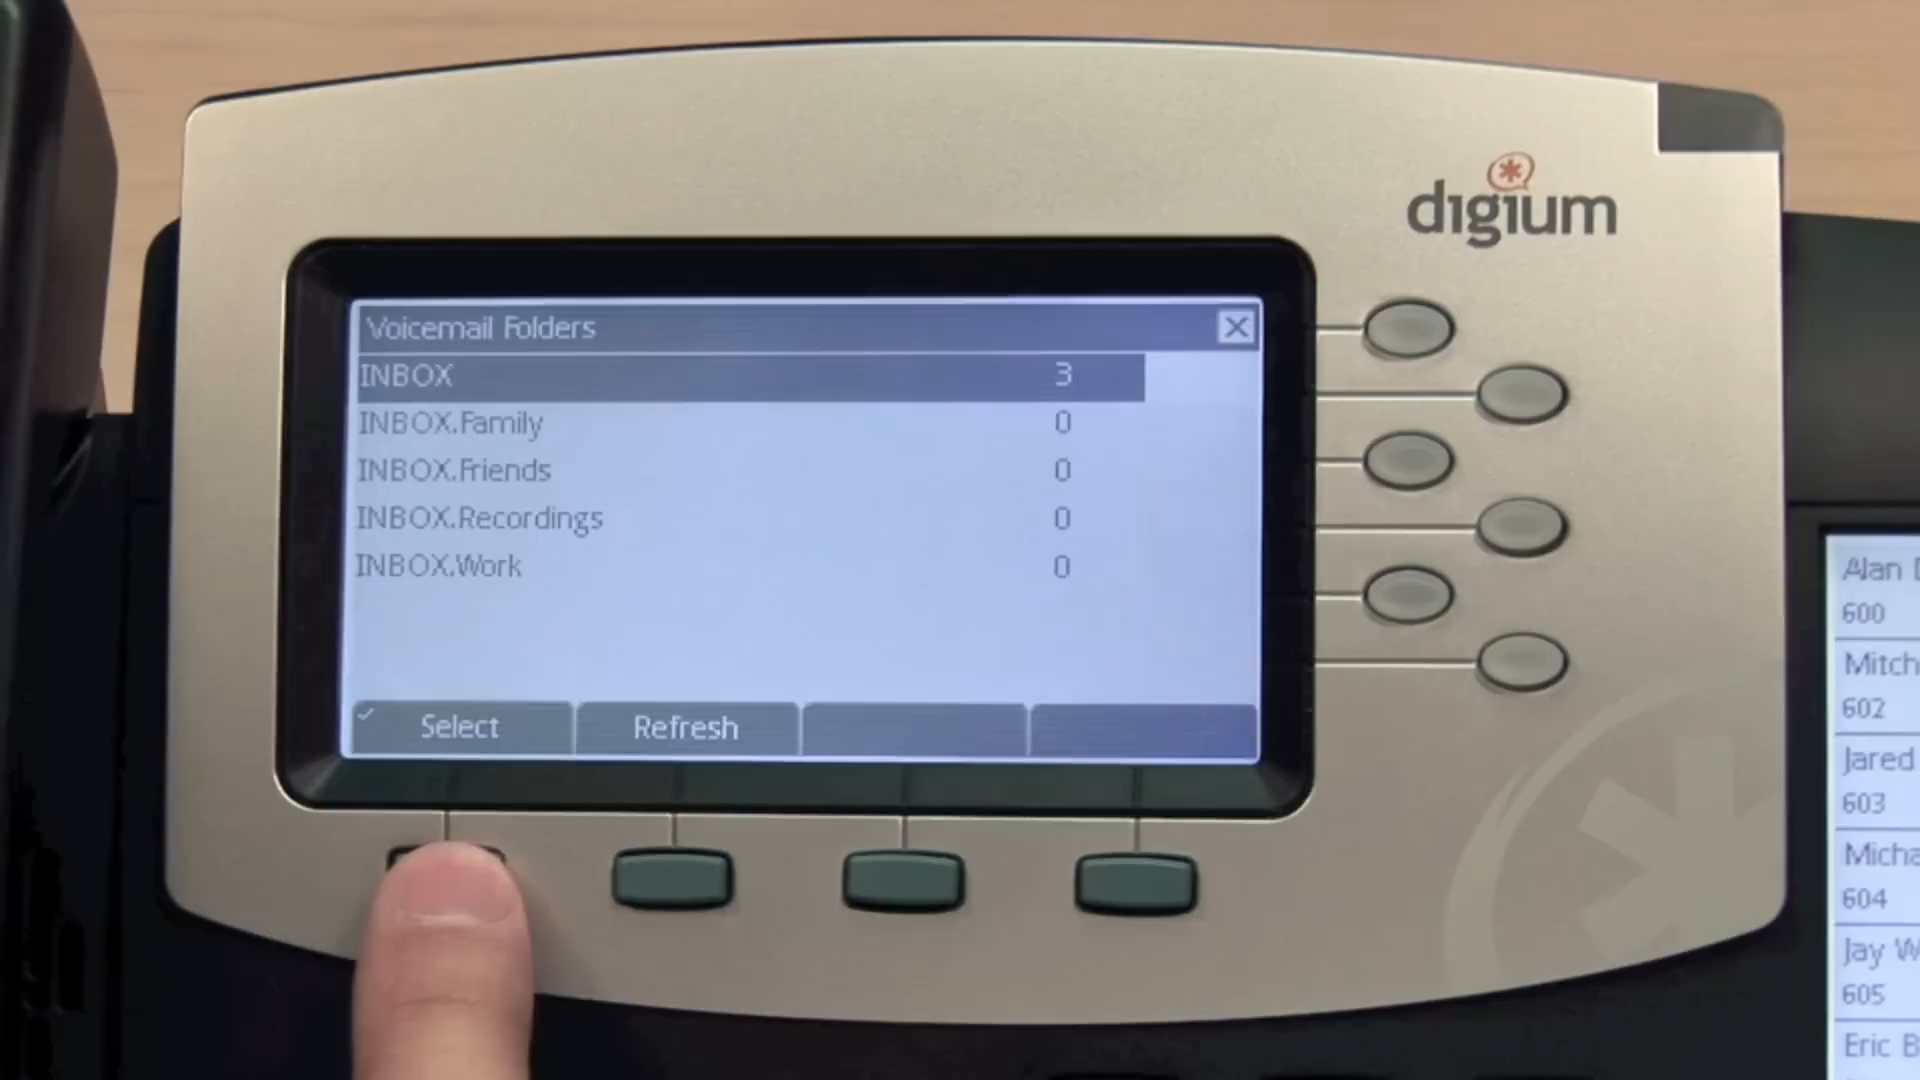 digium
Voicemail Folders
INBOX 3
INBOX.Family 0
INBOX.Friends 0
INBOX.Recordings 0
INBOX.Work 0
Select Refresh
Alan
600
602
Jared
603
604
Jay
605
Eric